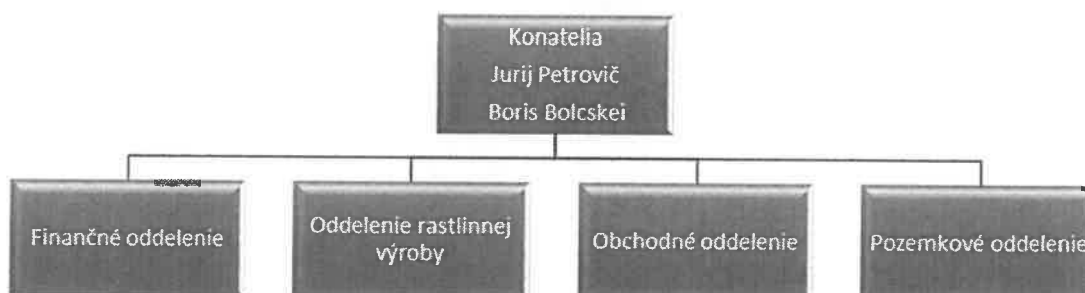 Konatelia
Jurij Petrovič
Boris Bolcskei
Finančné oddelenie
Oddelenie rastlinnej
výroby
Obchodné oddelenie
Pozemkové oddelenie